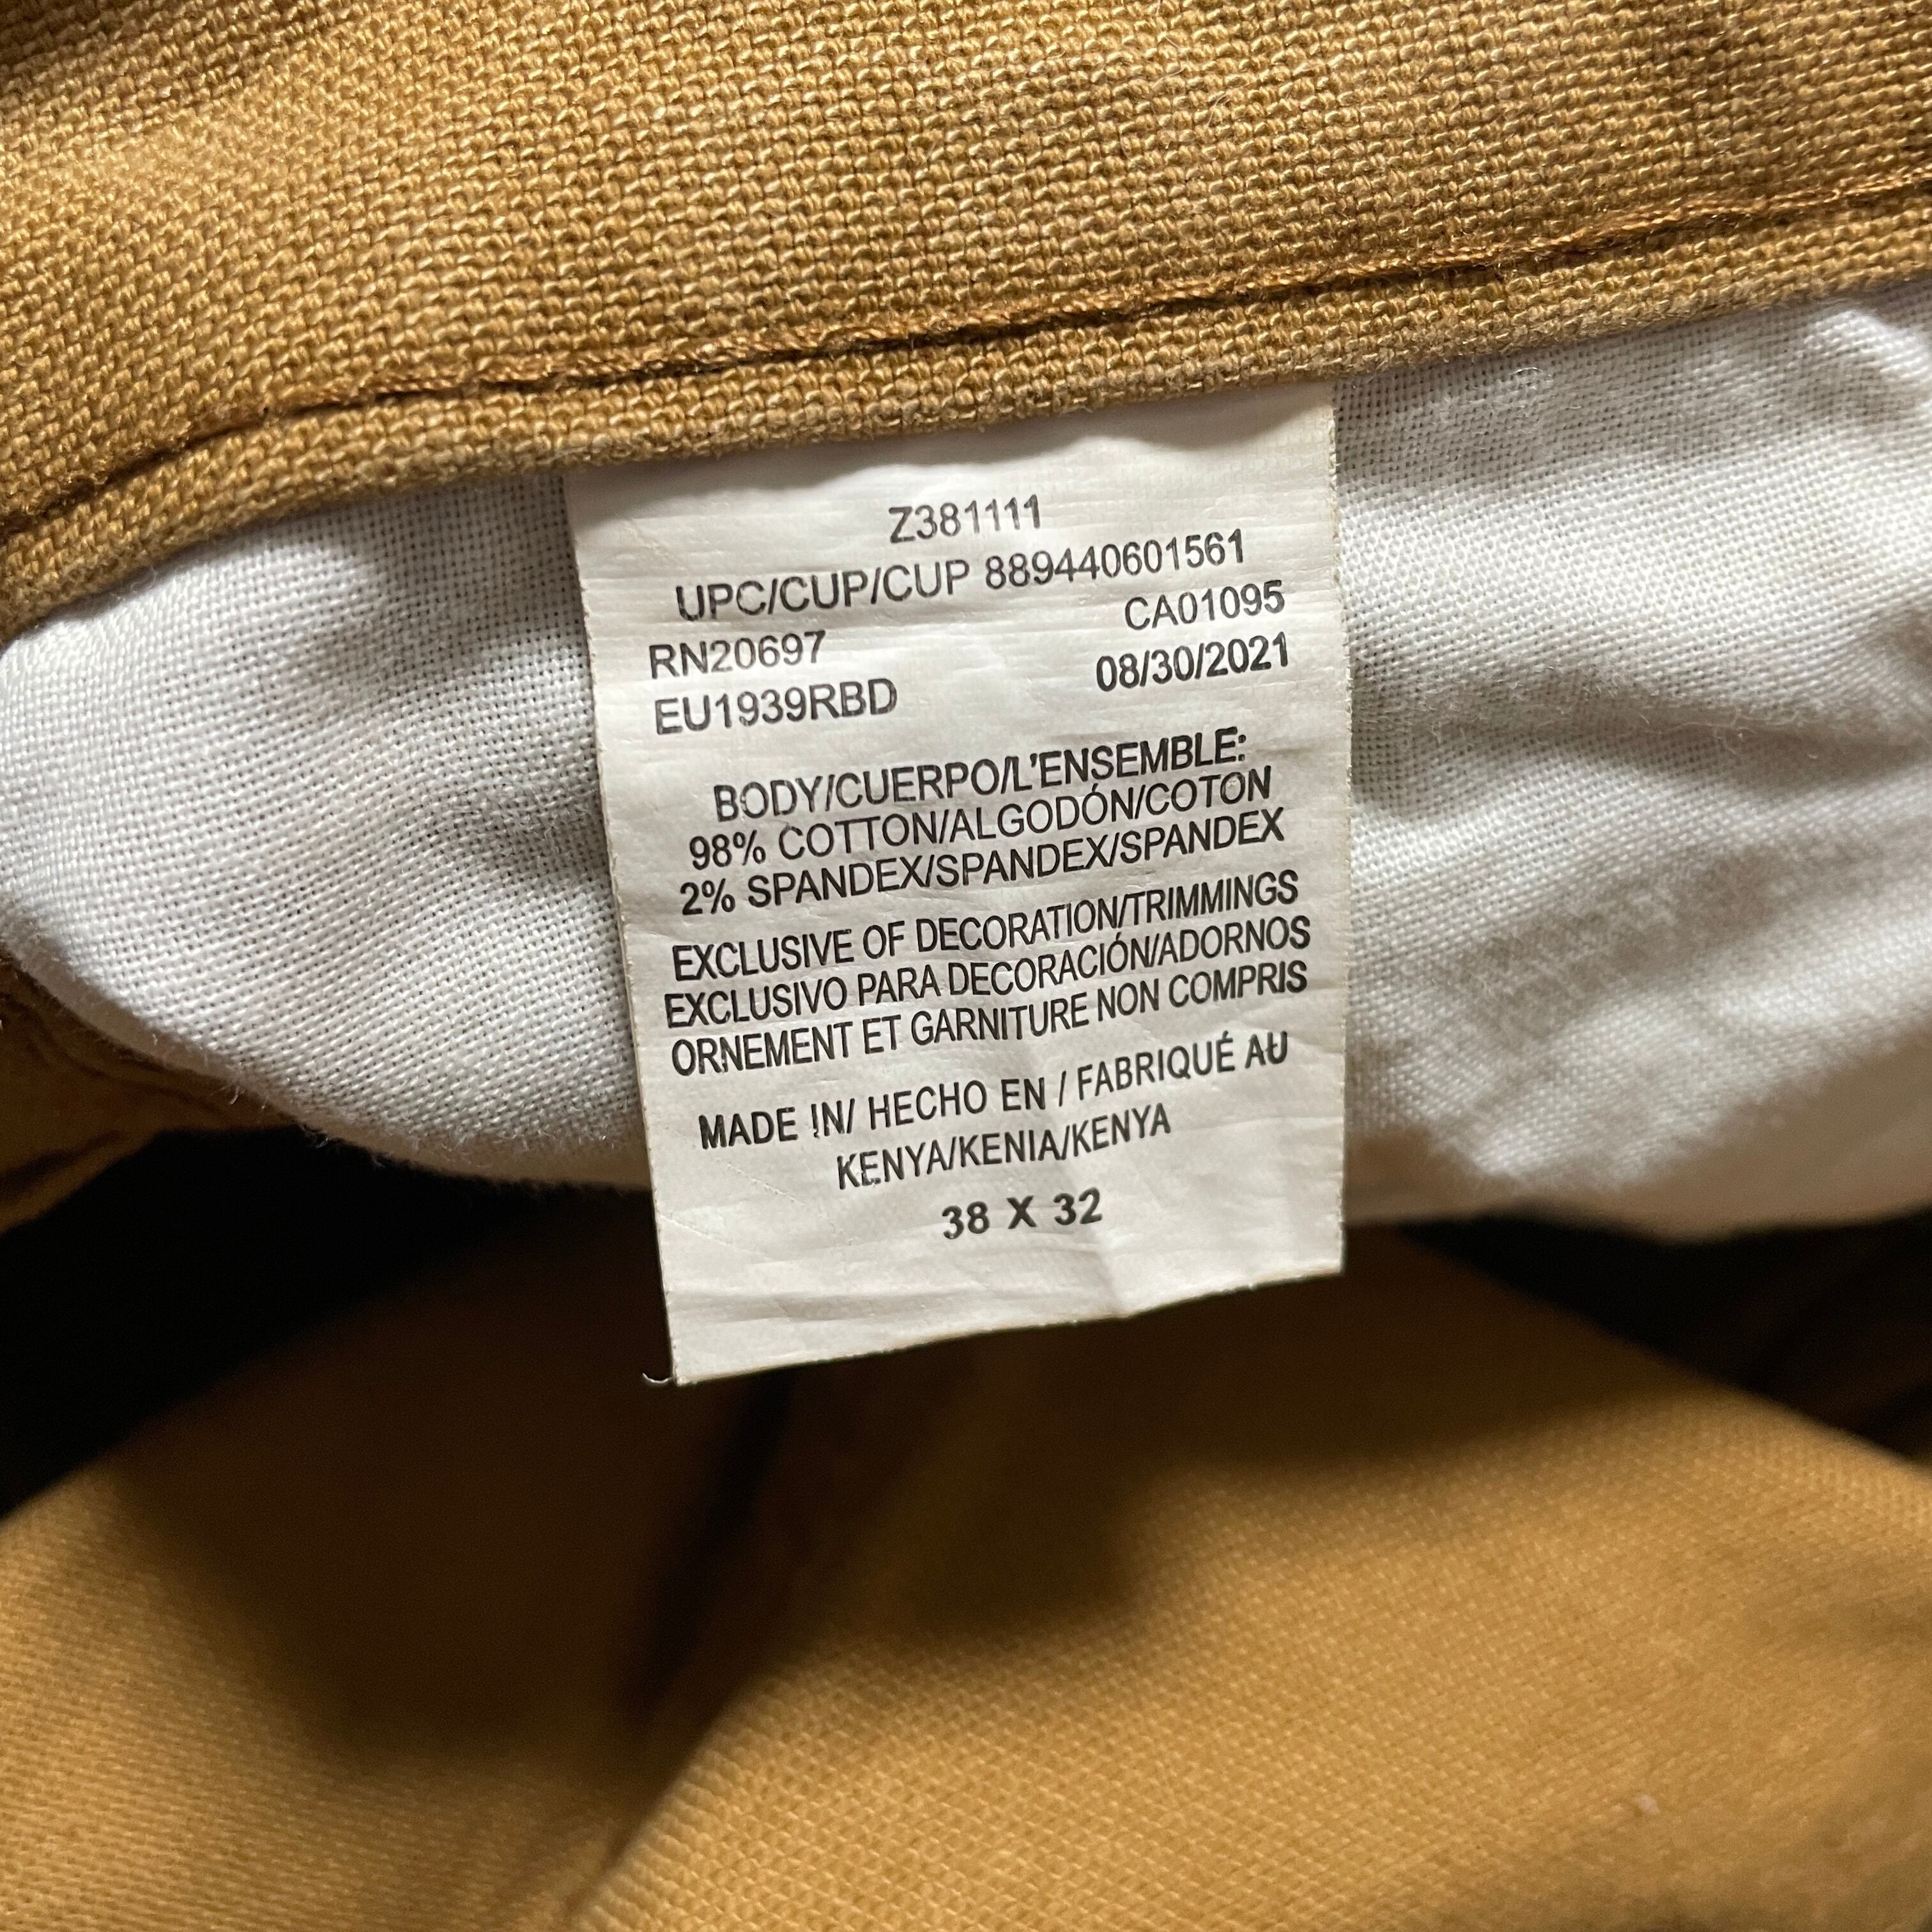 Z381111
UPC/CUP/CUP 889440601561
RN20697 CA01095
EU1939RBD 08/30/2021
BODY/CUERPO/L'ENSEMBLE:
98% COTTON/ALGODÓN/COTON
2% SPANDEX/SPANDEX/SPANDEX
EXCLUSIVE OF DECORATION/TRIMMINGS
EXCLUSIVO PARA DECORACIÓN/ADORNOS
ORNEMENT ET GARNITURE NON COMPRIS
MADE IN/ HECHO EN / FABRIQUÉ AU
KENYA/KENIA/KENYA
38 X 32